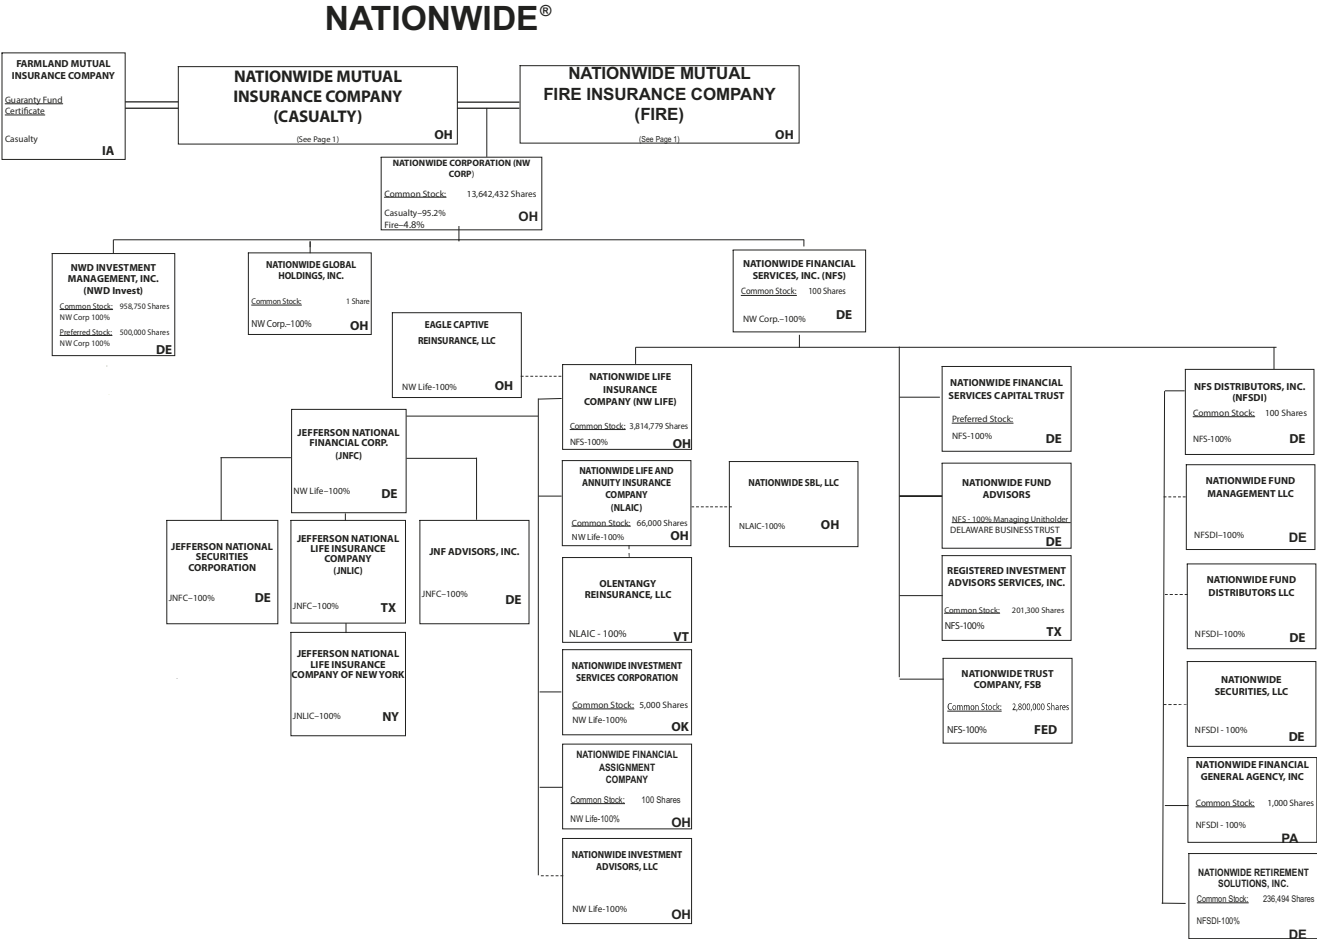 NATIONWIDE®
FARMLAND MUTUAL
INSURANCE COMPANY
Guaranty Fund
Certificate
Casualty
IA
NATIONWIDE MUTUAL
INSURANCE COMPANY
(CASUALTY)
(See Page 1)
OH
NATIONWIDE MUTUAL
FIRE INSURANCE COMPANY
(FIRE)
(See Page 1)
OH
NATIONWIDE CORPORATION (NW
CORP)
Common Stock: 13,642,432 Shares
Casualty–95.2%
Fire–4.8%
OH
NWD INVESTMENT
MANAGEMENT, INC.
(NWD Invest)
Common Stock: 958,750 Shares
NW Corp 100%
Preferred Stock: 500,000 Shares
NW Corp 100%
DE
NATIONWIDE GLOBAL
HOLDINGS, INC.
Common Stock: 1 Share
NW Corp.–100% OH
NATIONWIDE FINANCIAL
SERVICES, INC. (NFS)
Common Stock: 100 Shares
NW Corp.–100% DE
EAGLE CAPTIVE
REINSURANCE, LLC
NW Life-100% OH
NATIONWIDE LIFE
INSURANCE
COMPANY (NW LIFE)
Common Stock: 3,814,779 Shares
NFS-100% OH
NATIONWIDE FINANCIAL
SERVICES CAPITAL TRUST
Preferred Stock:
NFS-100% DE
NFS DISTRIBUTORS, INC.
(NFSDI)
Common Stock: 100 Shares
NFS-100% DE
JEFFERSON NATIONAL
FINANCIAL CORP.
(JNFC)
NW Life–100% DE
NATIONWIDE LIFE AND
ANNUITY INSURANCE
COMPANY
(NLAIC)
Common Stock: 66,000 Shares
NW Life-100% OH
NATIONWIDE SBL, LLC
NLAIC-100% OH
NATIONWIDE FUND
ADVISORS
NFS - 100% Managing Unitholder
DELAWARE BUSINESS TRUST
DE
NATIONWIDE FUND
MANAGEMENT LLC
NFSDI–100% DE
JEFFERSON NATIONAL
SECURITIES
CORPORATION
JNFC–100% DE
JEFFERSON NATIONAL
LIFE INSURANCE
COMPANY
(JNLIC)
JNFC–100% TX
JNF ADVISORS, INC.
JNFC–100% DE
OLENTANGY
REINSURANCE, LLC
NLAIC - 100% VT
REGISTERED INVESTMENT
ADVISORS SERVICES, INC.
Common Stock: 201,300 Shares
NFS-100% TX
NATIONWIDE FUND
DISTRIBUTORS LLC
NFSDI–100% DE
JEFFERSON NATIONAL
LIFE INSURANCE
COMPANY OF NEW YORK
JNLIC–100% NY
NATIONWIDE INVESTMENT
SERVICES CORPORATION
Common Stock: 5,000 Shares
NW Life-100% OK
NATIONWIDE TRUST
COMPANY, FSB
Common Stock: 2,800,000 Shares
NFS-100% FED
NATIONWIDE
SECURITIES, LLC
NFSDI - 100% DE
NATIONWIDE FINANCIAL
ASSIGNMENT
COMPANY
Common Stock: 100 Shares
NW Life-100% OH
NATIONWIDE FINANCIAL
GENERAL AGENCY, INC
Common Stock: 1,000 Shares
NFSDI - 100%
PA
NATIONWIDE INVESTMENT
ADVISORS, LLC
NW Life-100% OH
NATIONWIDE RETIREMENT
SOLUTIONS, INC.
Common Stock: 236,494 Shares
NFSDI-100%
DE